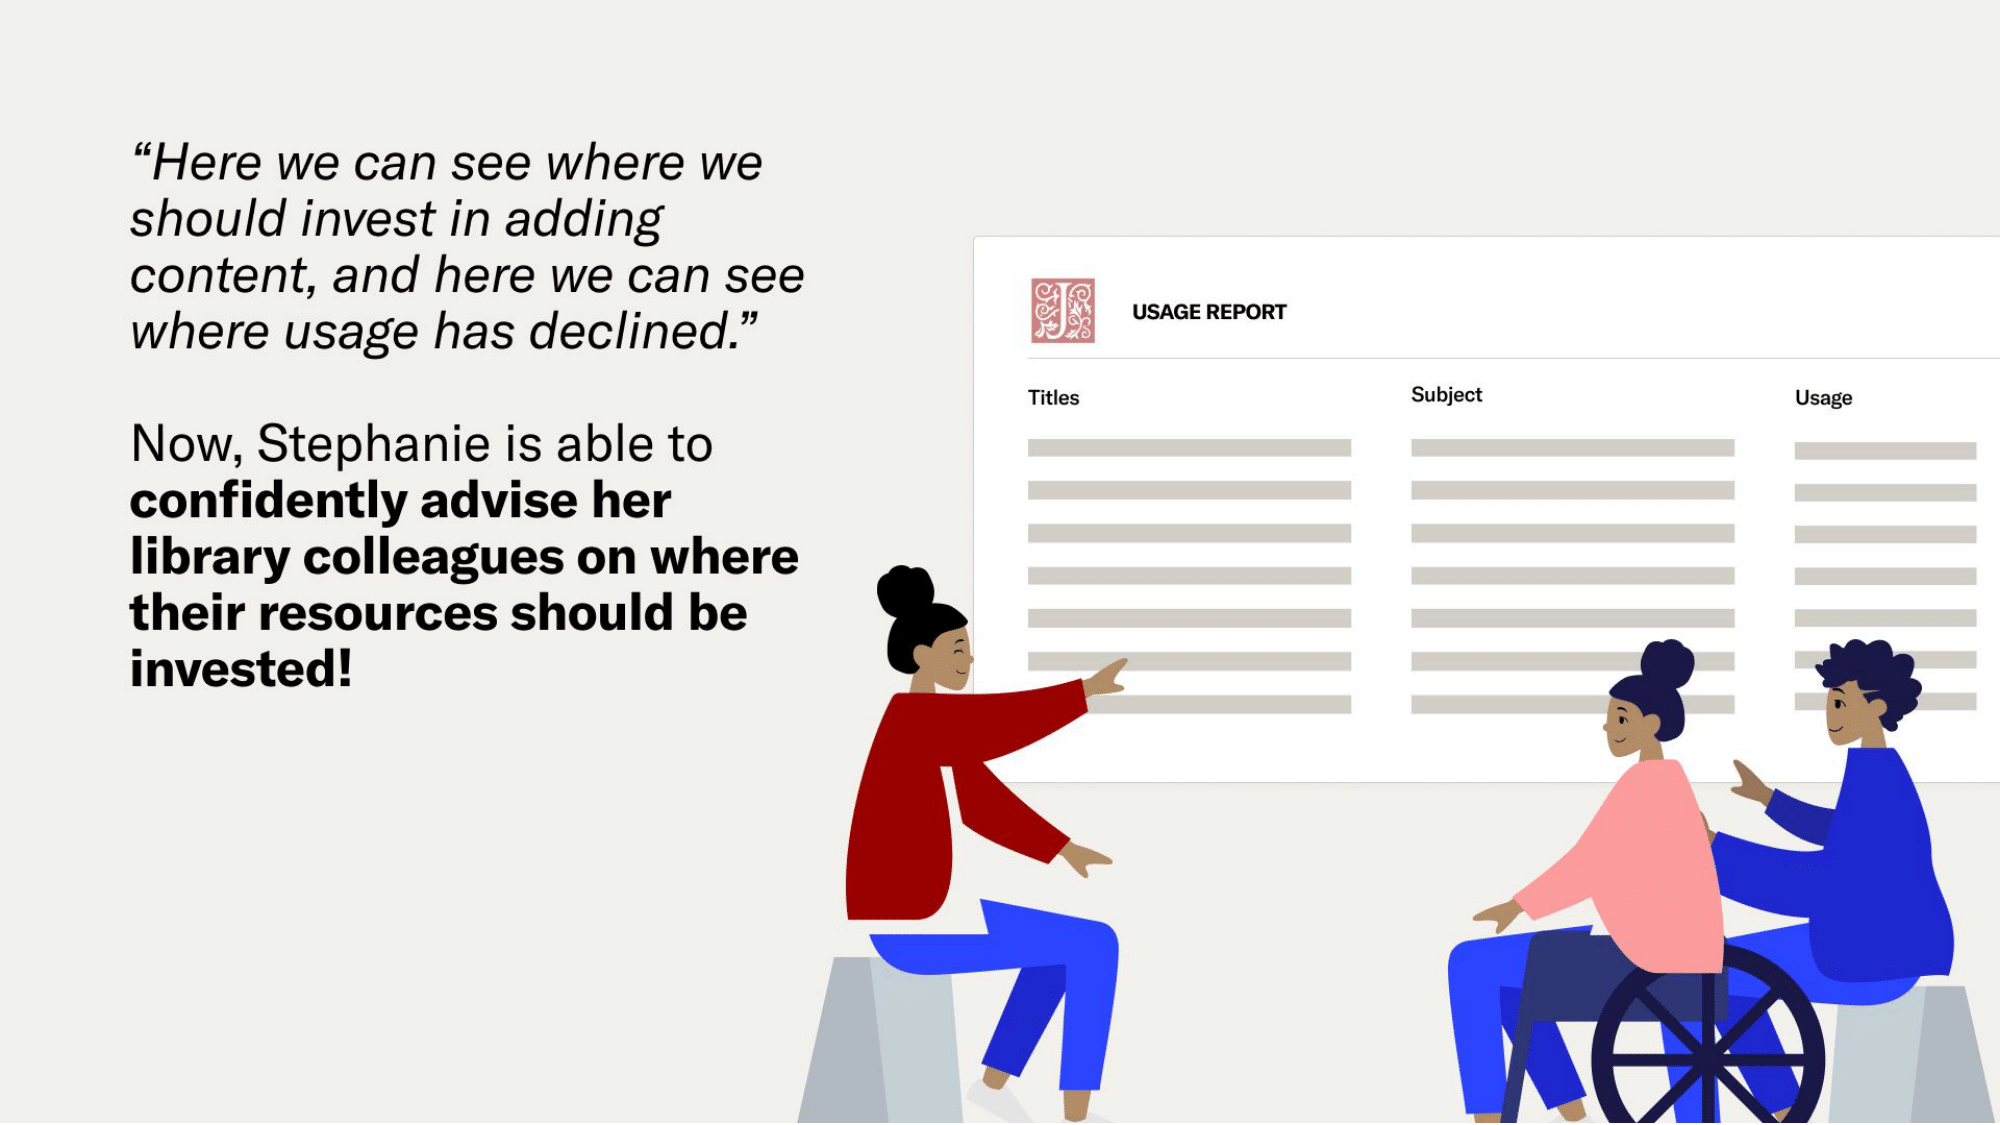 “Here we can see where we
should invest in adding
content, and here we can see
where usage has declined.”
Now, Stephanie is able to
confidently advise her
library colleagues on where
their resources should be
invested!
J
USAGE REPORT
Titles
Subject
Usage